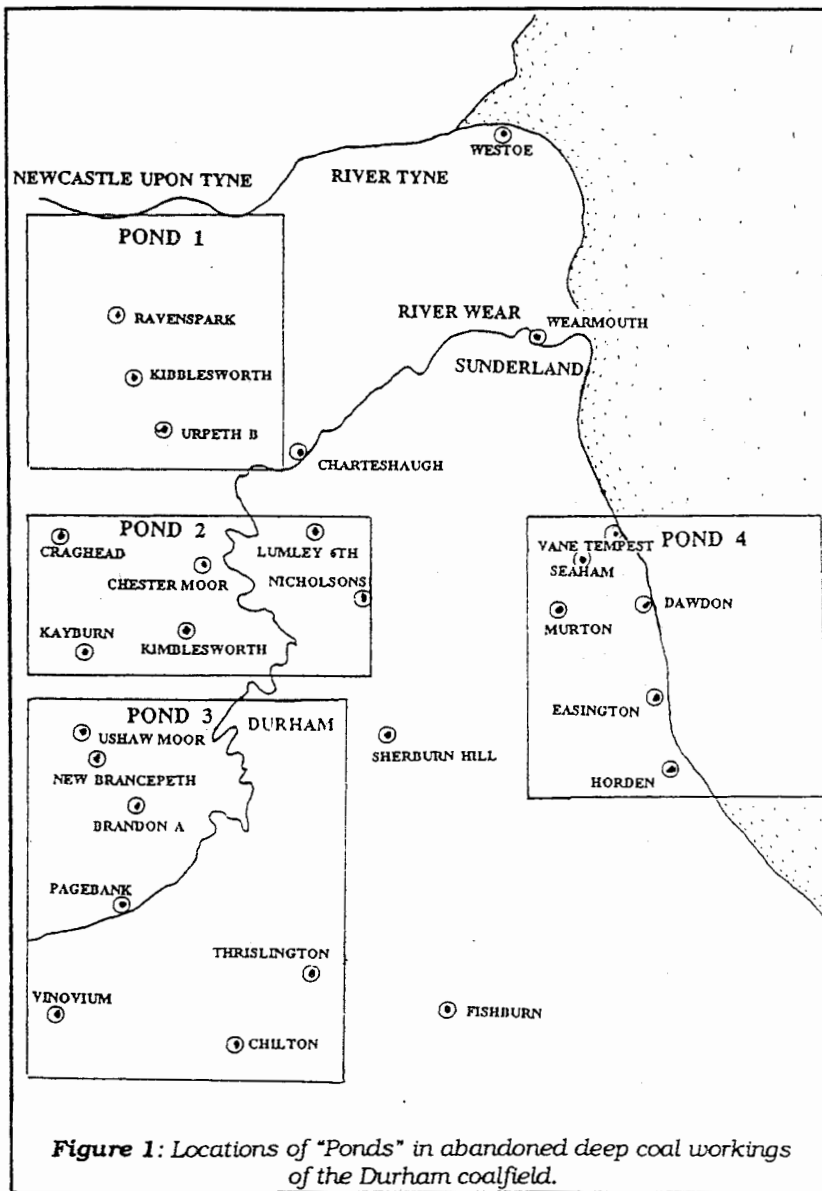 WESTOE
NEWCASTLE UPON TYNE
RIVER TYNE
POND 1
RAVENSPARK
KIBBLESWORTH
URPETH B
RIVER WEAR
WEARMOUTH
SUNDERLAND
CHARTESHAUGH
POND 2
CRAGHEAD
LUMLEY 6TH
CHESTER MOOR
NICHOLSONS
KAYBURN
KIMBLESWORTH
VANE TEMPEST
POND 4
SEAHAM
DAWDON
MURTON
EASINGTON
HORDEN
POND 3
DURHAM
USHAW MOOR
NEW BRANCEPETH
BRANDON A
SHERBURN HILL
PAGEBANK
THRISLINGTON
VINOVIUM
CHILTON
FISHBURN
Figure 1: Locations of "Ponds" in abandoned deep coal workings
of the Durham coalfield.